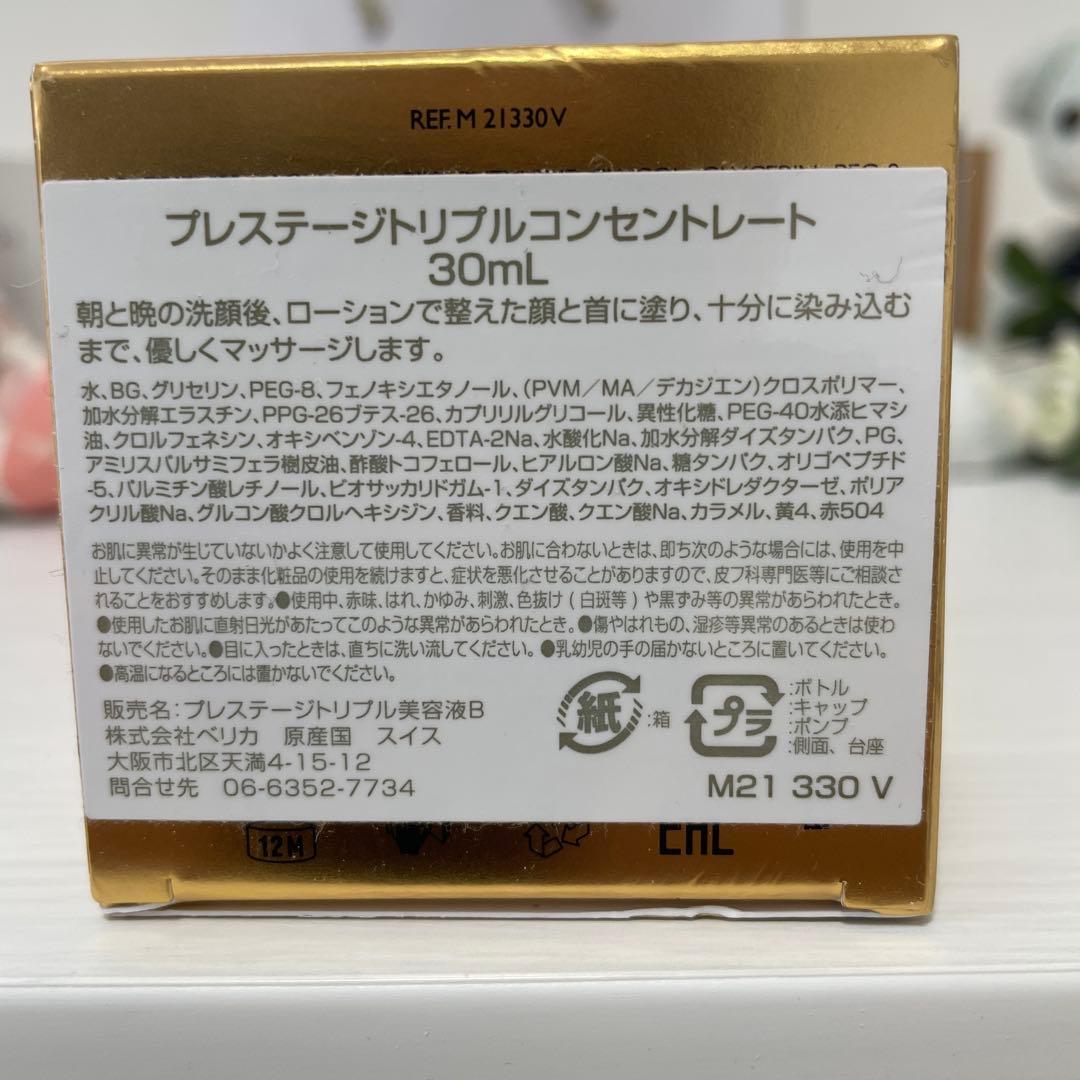 REF. M 21330 V
プレステージトリプルコンセントレート
30mL
朝と晩の洗顔後、ローションで整えた顔と首に塗り、十分に染み込む
まで、優しくマッサージします。
水、BG、グリセリン、PEG-8、フェノキシエタノール、(PVM／MA／デカジエン)クロスポリマー、
加水分解エラスチン、PPG-26ブテス-26、カプリリルグリコール、異性化糖、PEG-40水添ヒマシ
油、クロルフェネシン、オキシベンゾン-4、EDTA-2Na、水酸化Na、加水分解ダイズタンパク、PG、
アミリスバルサミフェラ樹皮油、酢酸トコフェロール、ヒアルロン酸Na、糖タンパク、オリゴペプチド
-5、パルミチン酸レチノール、ビオサッカリドガム-1、ダイズタンパク、オキシドレダクターゼ、ポリア
クリル酸Na、グルコン酸クロルヘキシジン、香料、クエン酸、クエン酸Na、カラメル、黄4、赤504
お肌に異常が生じていないかよく注意して使用してください。お肌に合わないときは、即ち次のような場合には、使用を中
止してください。そのまま化粧品の使用を続けますと、症状を悪化させることがありますので、皮フ科専門医等にご相談さ
れることをおすすめします。●使用中、赤味、はれ、かゆみ、刺激、色抜け(白斑等)や黒ずみ等の異常があらわれたとき。
●使用したお肌に直射日光があたってこのような異常があらわれたとき。●傷やはれもの、湿疹等異常のあるときは使わ
ないでください。●目に入ったときは、直ちに洗い流してください。●乳幼児の手の届かないところに置いてください。
●高温になるところには置かないでください。
販売名：プレステージトリプル美容液B
株式会社ベリカ 原産国 スイス
大阪市北区天満4-15-12
問合せ先 06-6352-7734
紙 :箱
プラ :ボトル
:キャップ
:ポンプ
:側面、台座
M21 330 V
12M
EAC